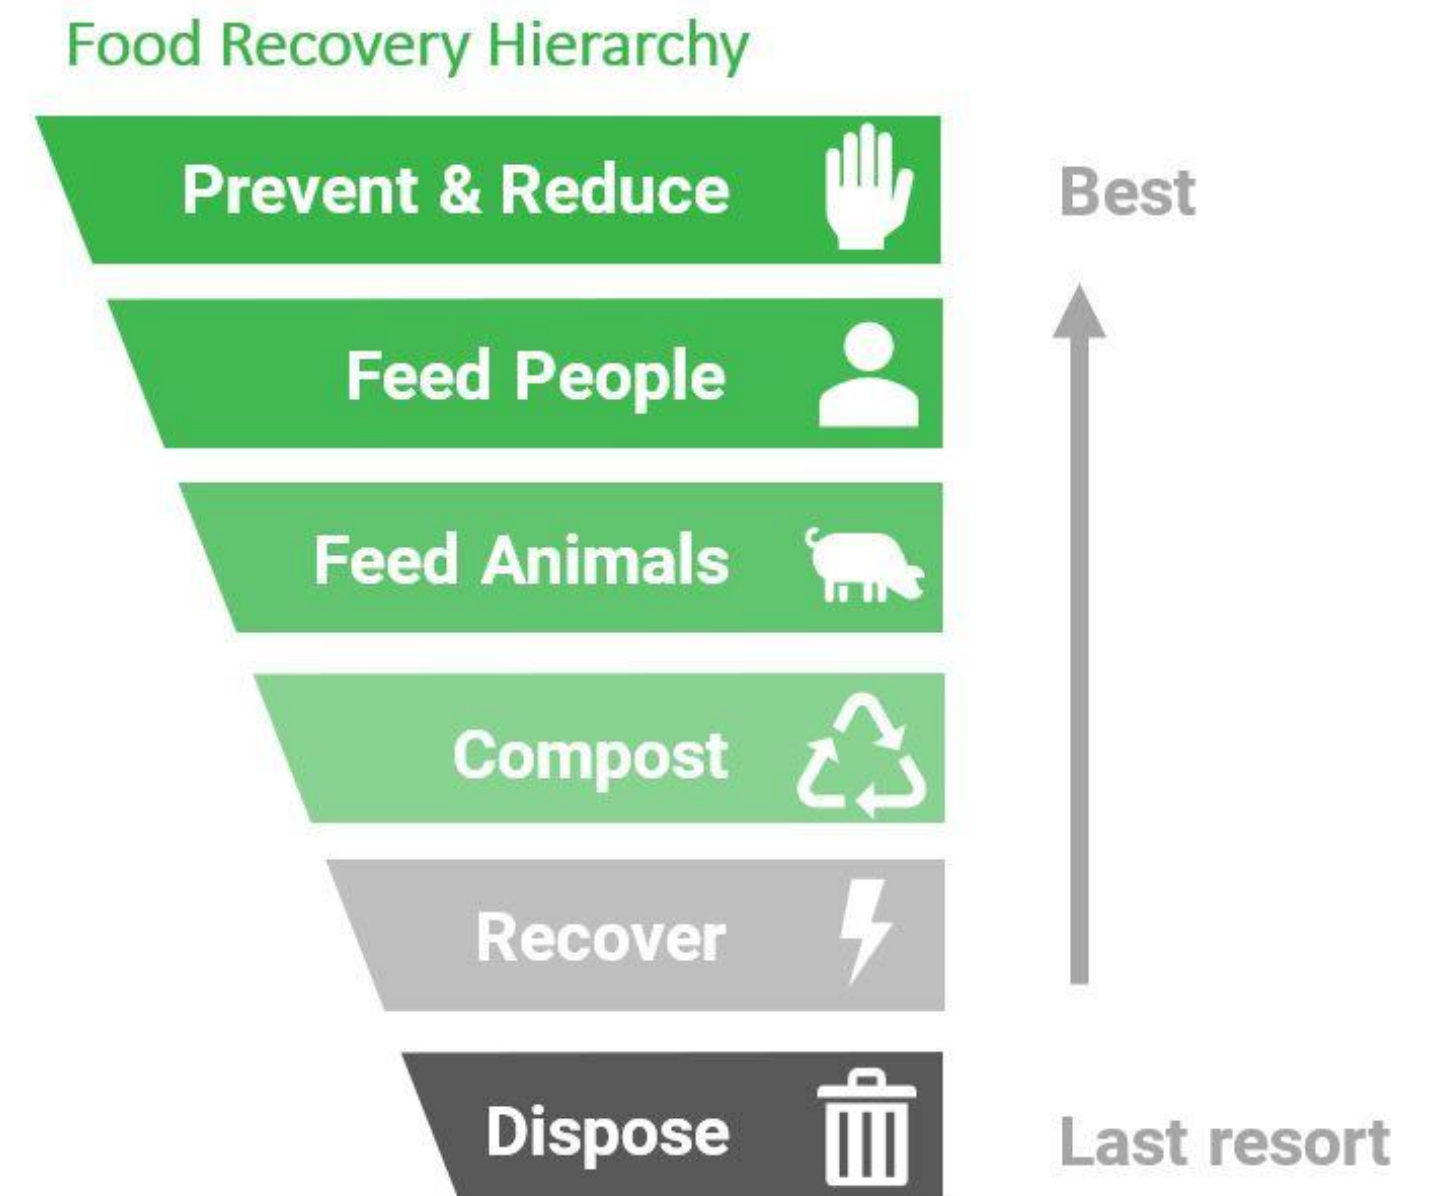 Food Recovery Hierarchy
Prevent & Reduce
Best
Feed People
Feed Animals
Compost
Recover
Dispose
Last resort